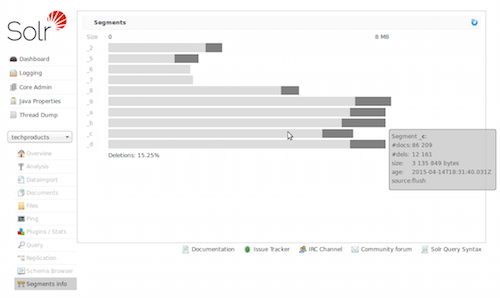 Solr
Segments
Size 0 8 MB
_2
_5
_6
_7
_8
_9
_a
_b
_c
_d
Deletions: 15.25%
Segment _c:
#docs: 86 209
#dels: 12 161
size: 3 135 849 bytes
age: 2015-04-14T18:31:40.031Z
source: flush
Dashboard
Logging
Core Admin
Java Properties
Thread Dump
techproducts
Overview
Analysis
Dataimport
Documents
Files
Ping
Plugins / Stats
Query
Replication
Schema Browser
Segments info
Documentation
Issue Tracker
IRC Channel
Community forum
Solr Query Syntax